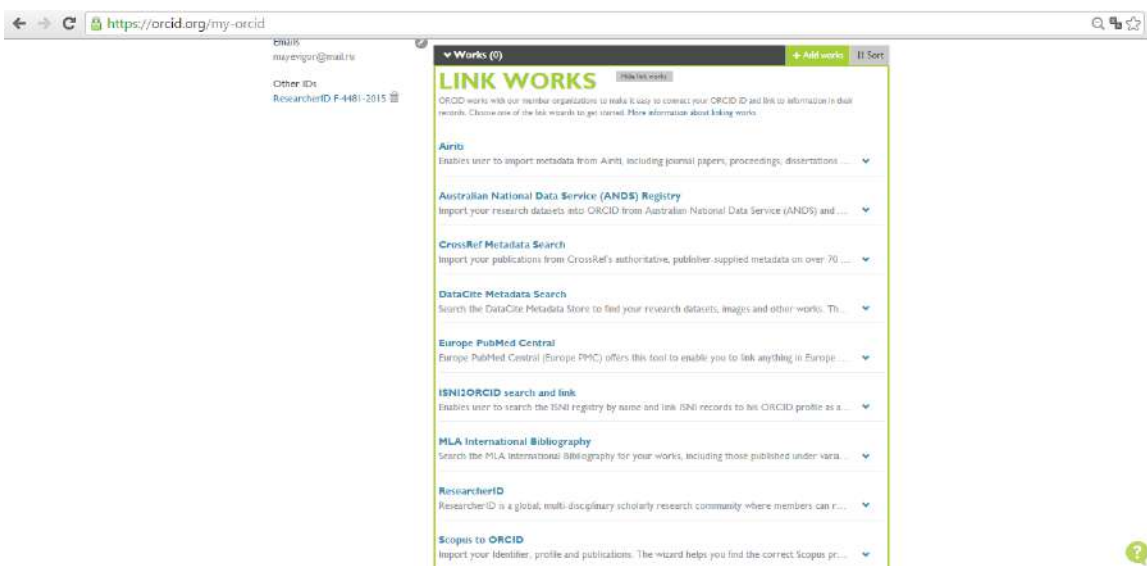 https://orcid.org/my-orcid
Emails
mayevigor@mail.ru
Other IDs
ResearcherID F-4481-2015
Works (0)
+ Add works
Sort
LINK WORKS
Hide link works
ORCID works with our member organizations to make it easy to connect your ORCID iD and link to information in their
records. Choose one of the link wizards to get started. More information about linking works
Airiti
Enables user to import metadata from Airiti, including journal papers, proceedings, dissertations ...
Australian National Data Service (ANDS) Registry
Import your research datasets into ORCID from Australian National Data Service (ANDS) and ...
CrossRef Metadata Search
Import your publications from CrossRef's authoritative, publisher-supplied metadata on over 70 ...
DataCite Metadata Search
Search the DataCite Metadata Store to find your research datasets, images and other works. Th...
Europe PubMed Central
Europe PubMed Central (Europe PMC) offers this tool to enable you to link anything in Europe ...
ISNI2ORCID search and link
Enables user to search the ISNI registry by name and link ISNI records to his ORCID profile as a ...
MLA International Bibliography
Search the MLA International Bibliography for your works, including those published under varia...
ResearcherID
ResearcherID is a global, multi-disciplinary scholarly research community where members can r...
Scopus to ORCID
Import your Identifier, profile and publications. The wizard helps you find the correct Scopus pr...
?